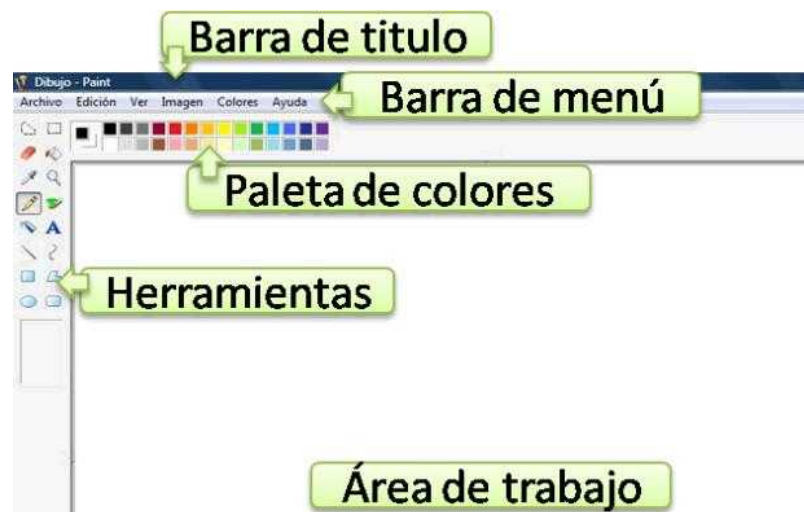 Barra de titulo
Dibujo - Paint
Archivo Edición Ver Imagen Colores Ayuda
Barra de menú
Paleta de colores
A
Herramientas
Área de trabajo